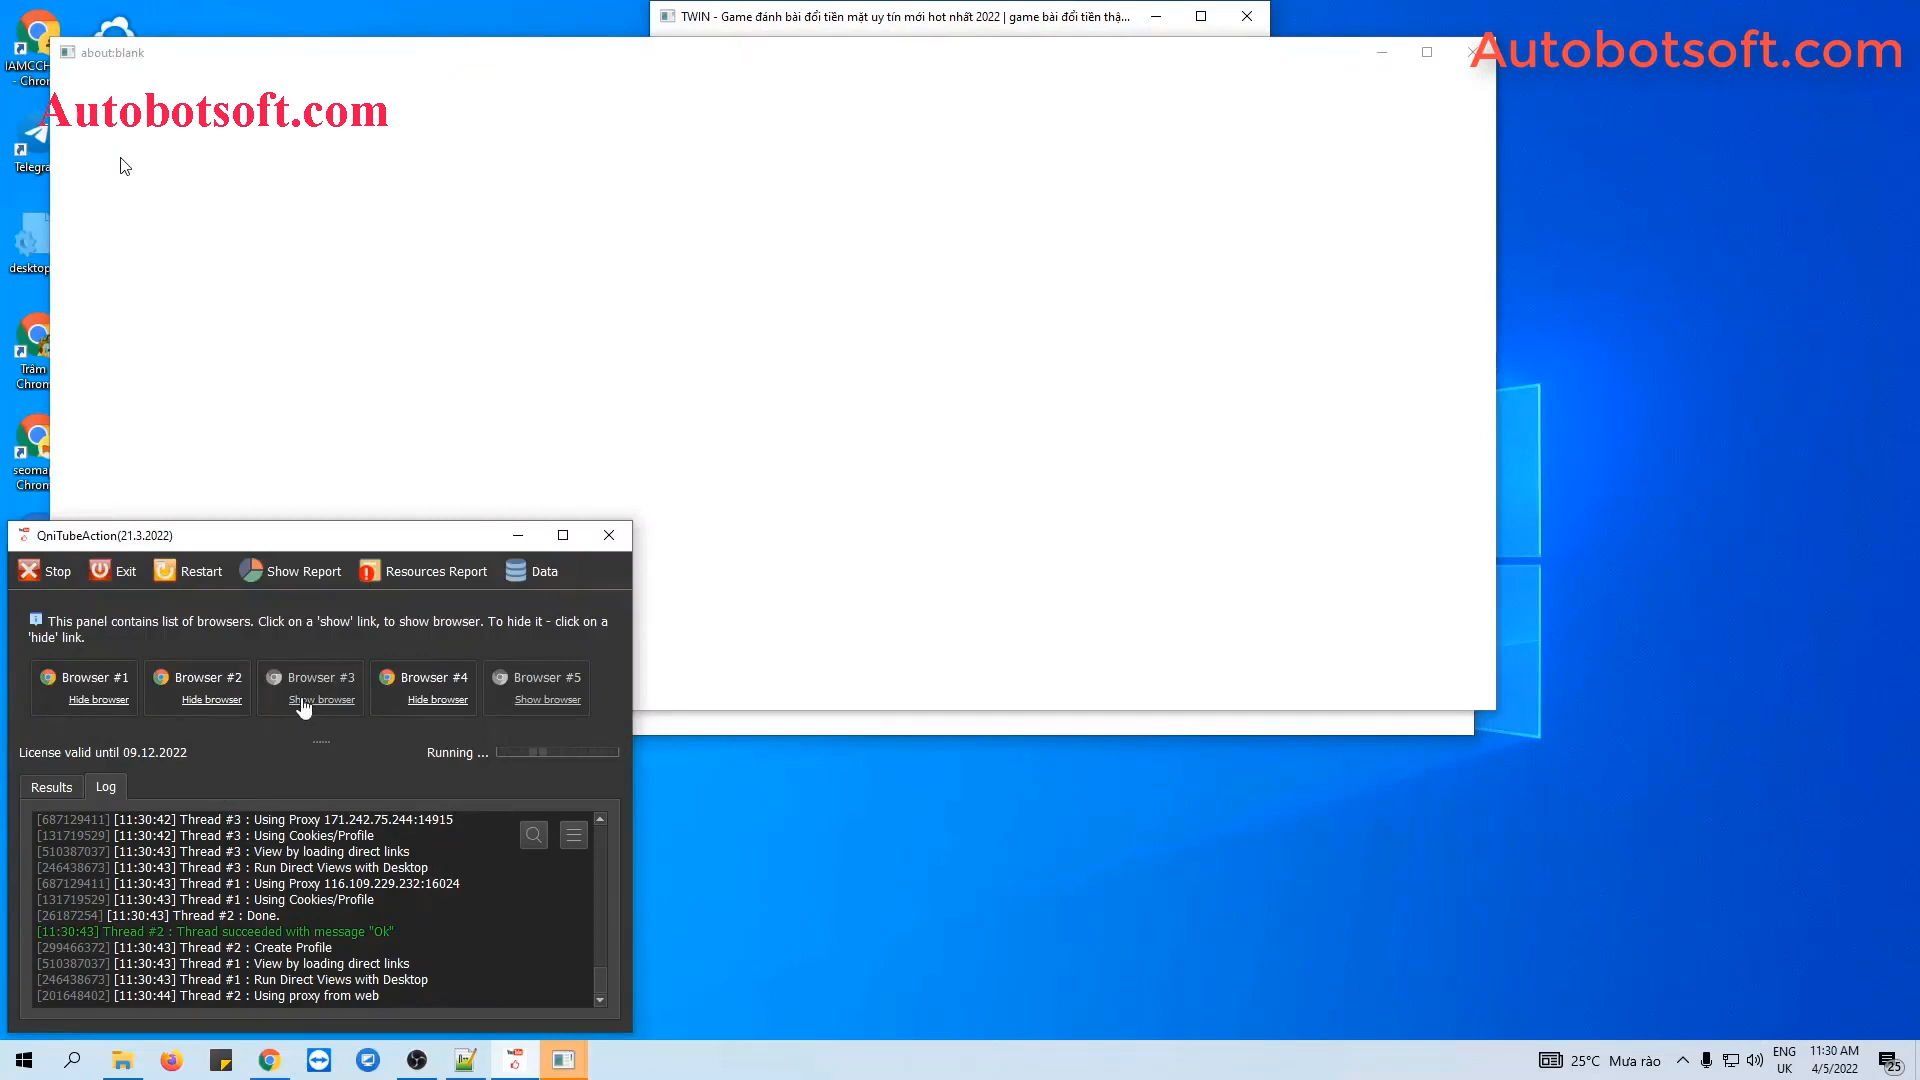 TWIN - Game đánh bài đổi tiền mặt uy tín mới hot nhất 2022 | game bài đổi tiền thậ...
about:blank
Autobotsoft.com
Autobotsoft.com
IAMCCH
- Chro
Telegra
desktop
Trâm
Chrom
seoma
Chrom
QniTubeAction(21.3.2022)
Stop Exit Restart Show Report Resources Report Data
This panel contains list of browsers. Click on a 'show' link, to show browser. To hide it - click on a
'hide' link.
Browser #1 Browser #2 Browser #3 Browser #4 Browser #5
Hide browser Hide browser Show browser Hide browser Show browser
License valid until 09.12.2022 Running ...
Results Log
[687129411] [11:30:42] Thread #3 : Using Proxy 171.242.75.244:14915
[131719529] [11:30:42] Thread #3 : Using Cookies/Profile
[510387037] [11:30:43] Thread #3 : View by loading direct links
[246438673] [11:30:43] Thread #3 : Run Direct Views with Desktop
[687129411] [11:30:43] Thread #1 : Using Proxy 116.109.229.232:16024
[131719529] [11:30:43] Thread #1 : Using Cookies/Profile
[26187254] [11:30:43] Thread #2 : Done.
[11:30:43] Thread #2 : Thread succeeded with message "Ok"
[299466372] [11:30:43] Thread #2 : Create Profile
[510387037] [11:30:43] Thread #1 : View by loading direct links
[246438673] [11:30:43] Thread #1 : Run Direct Views with Desktop
[201648402] [11:30:44] Thread #2 : Using proxy from web
25°C Mưa rào
ENG
UK
11:30 AM
4/5/2022
25